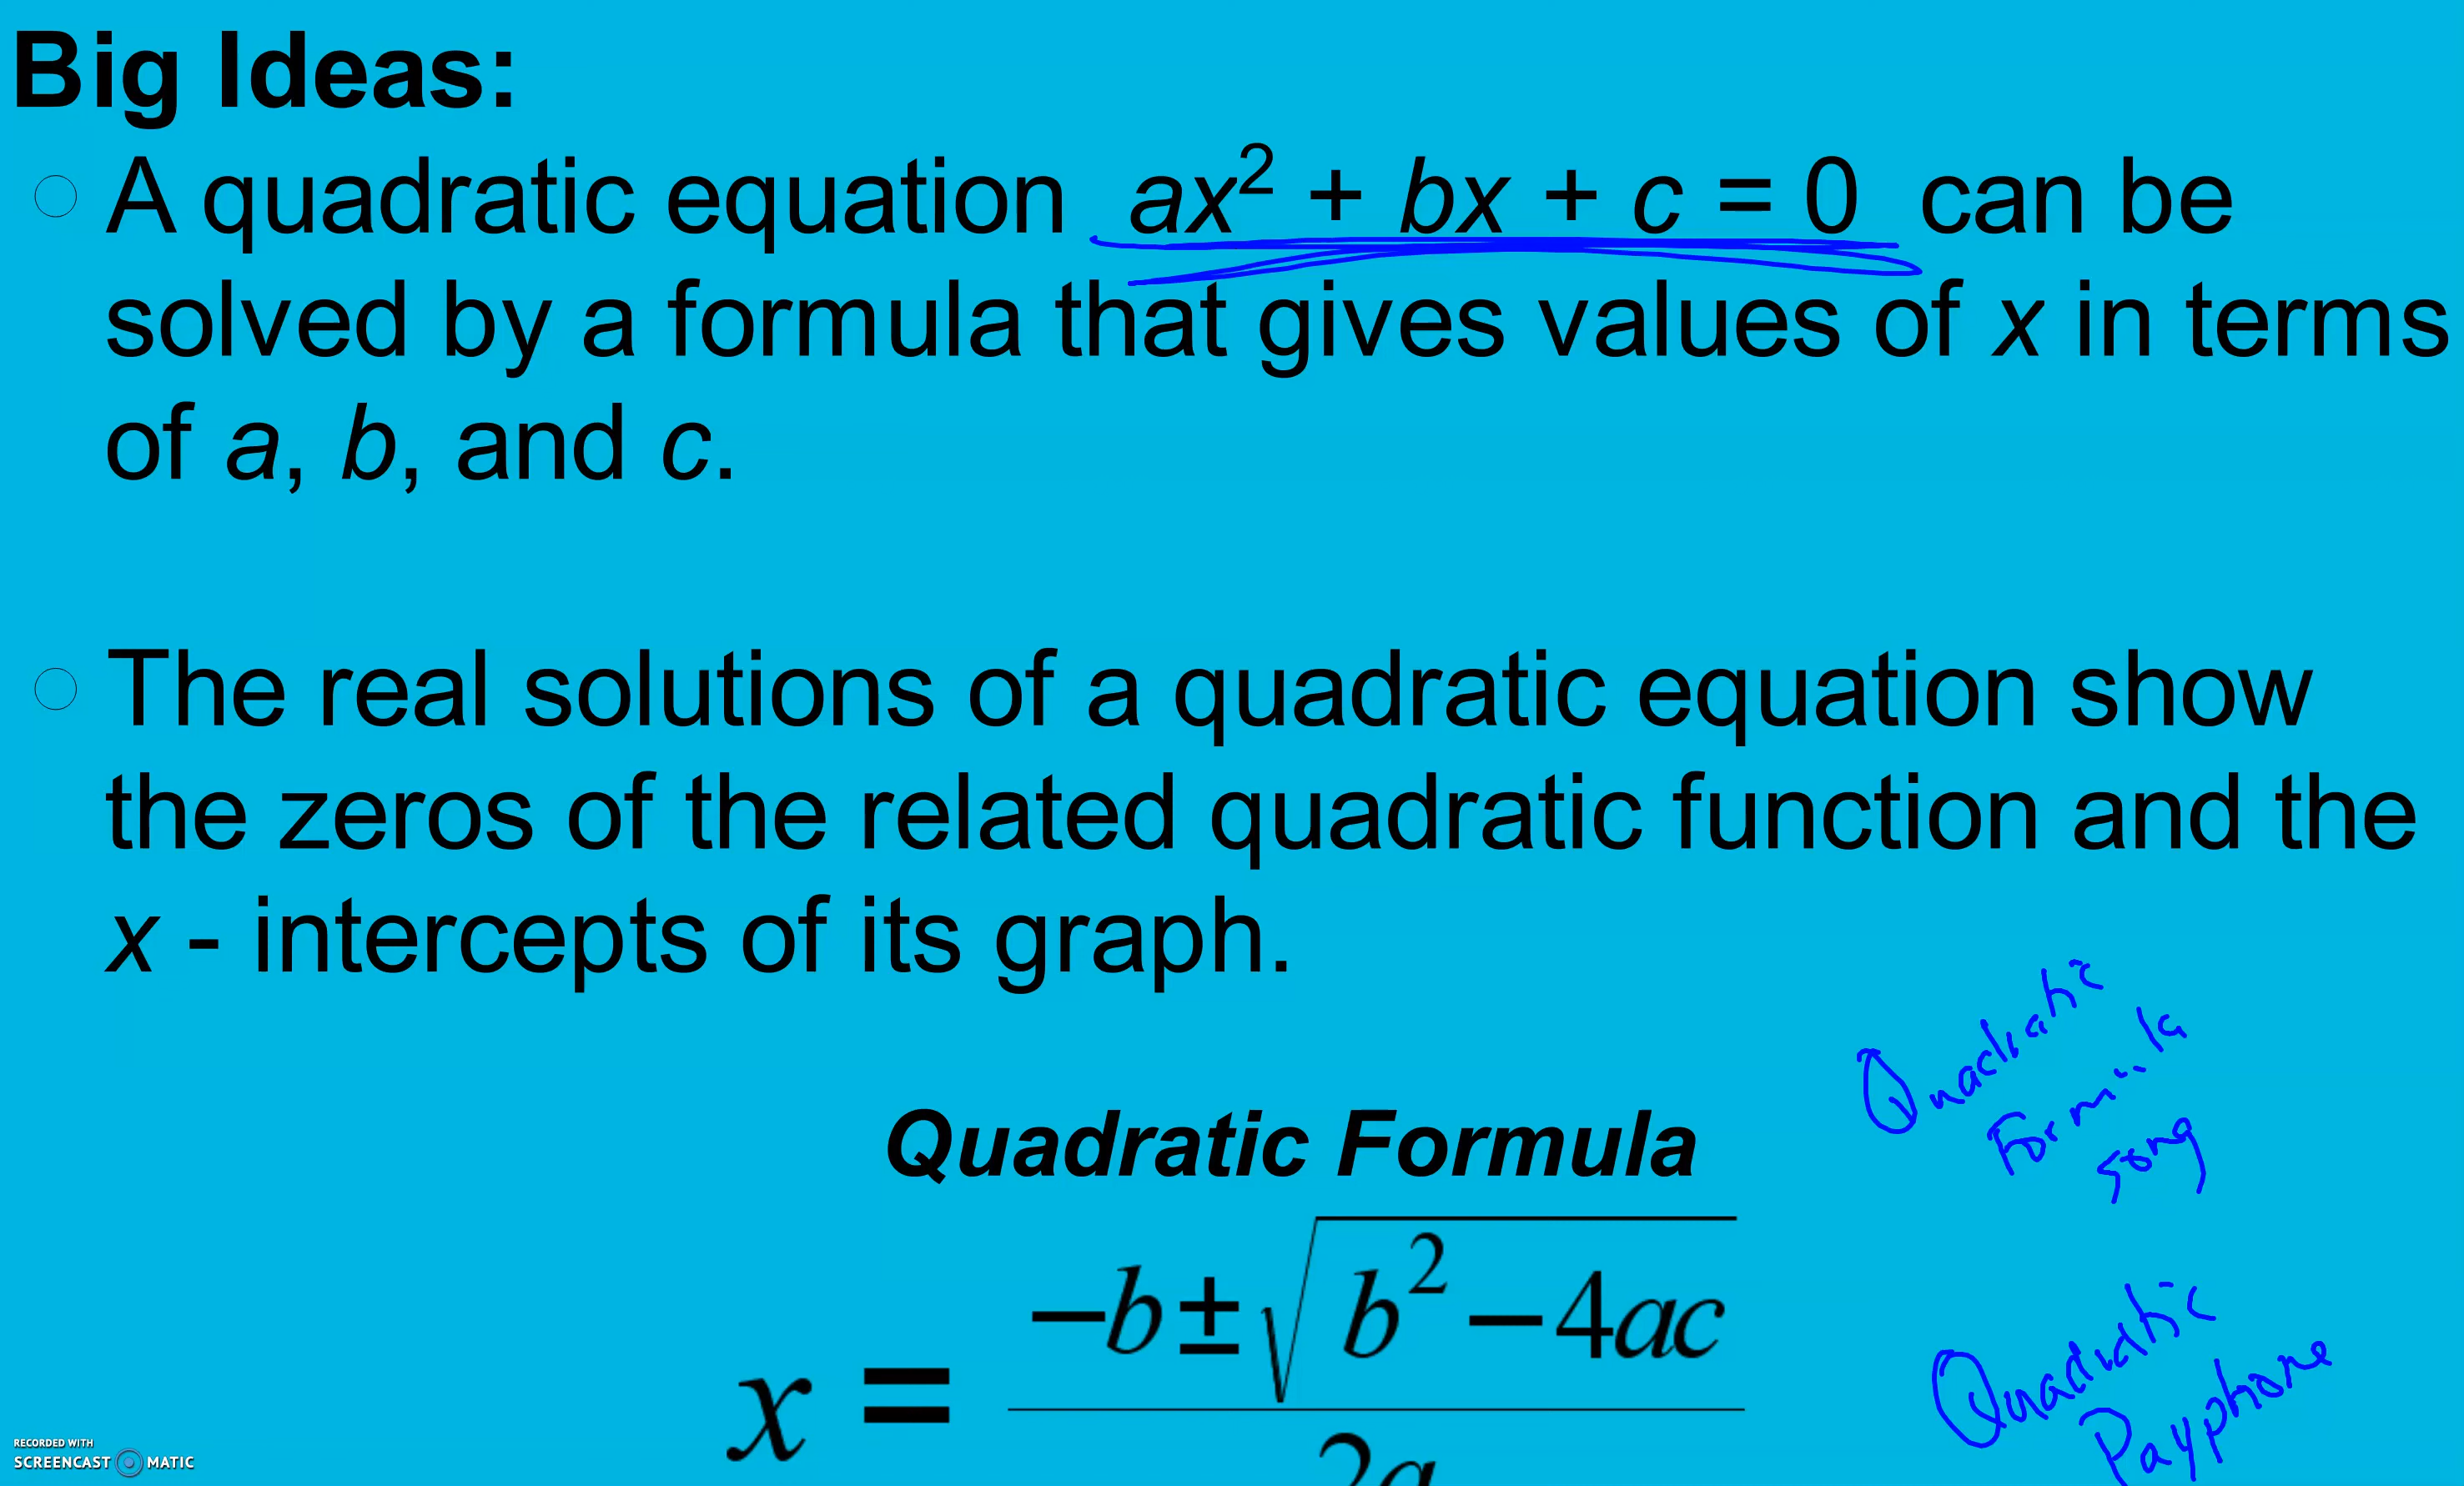 Big Ideas:
A quadratic equation ax² + bx + c = 0 can be
solved by a formula that gives values of x in terms
of a, b, and c.
The real solutions of a quadratic equation show
the zeros of the related quadratic function and the
x - intercepts of its graph.
Quadratic
Formula
song
Quadratic Formula
x = −b ± √(b² − 4ac) / 2a
Quadratic
Payphone
RECORDED WITH
SCREENCAST MATIC